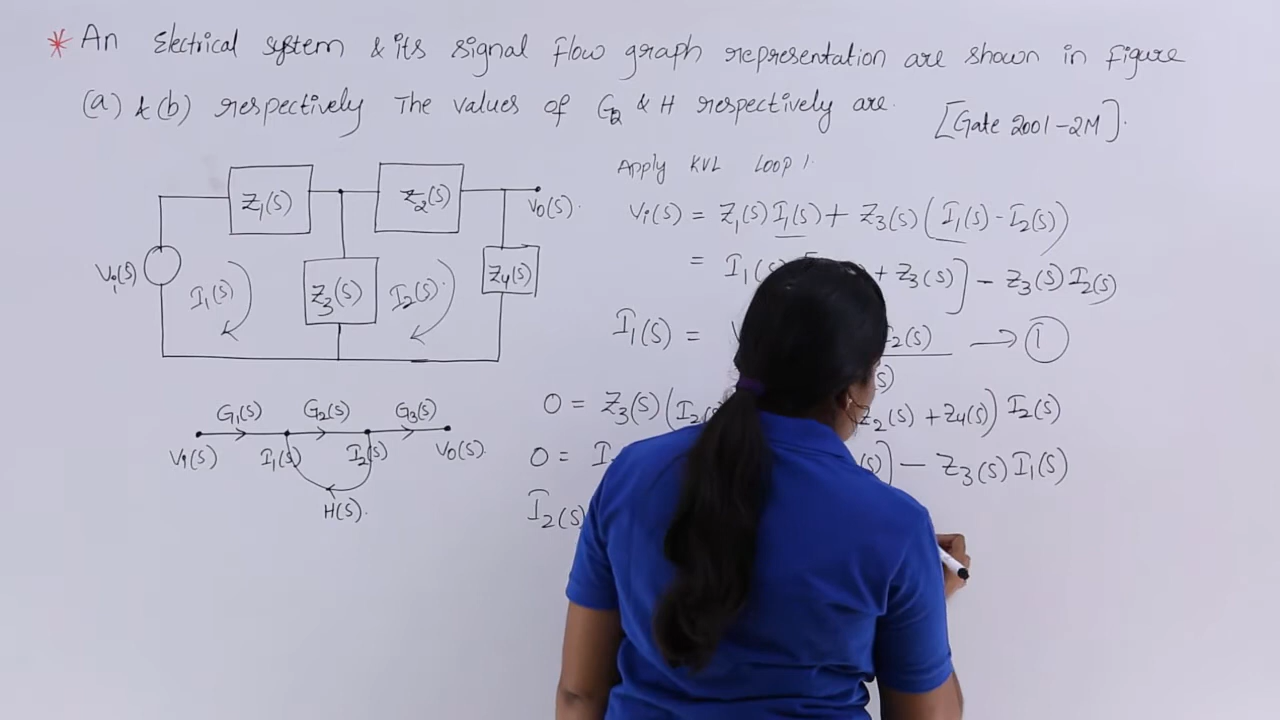 * An Electrical system & its signal flow graph representation are shown in figure
(a) & (b) respectively The values of G2 & H respectively are. [Gate 2001-2M].
Z1(S)
Z2(S)
V0(S).
Vi(S)
I1(S)
Z3(S)
I2(S).
Z4(S)
G1(S) G2(S) G3(S)
Vi(S) I1(S) I2(S) V0(S).
H(S).
Apply KVL Loop 1.
Vi(S) = Z1(S) I1(S) + Z3(S) (I1(S) - I2(S))
= I1(S) + Z3(S)] - Z3(S) I2(S)
I1(S) = I2(S) → ①
(S)
0 = Z3(S) (I2(S) Z2(S) + Z4(S)) I2(S)
0 = I (S)] - Z3(S) I1(S)
I2(S)